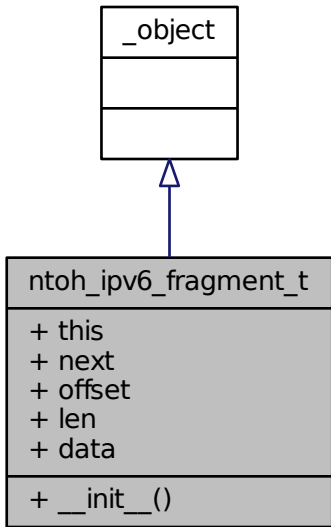 _object
ntoh_ipv6_fragment_t
+ this
+ next
+ offset
+ len
+ data
+ __init__()